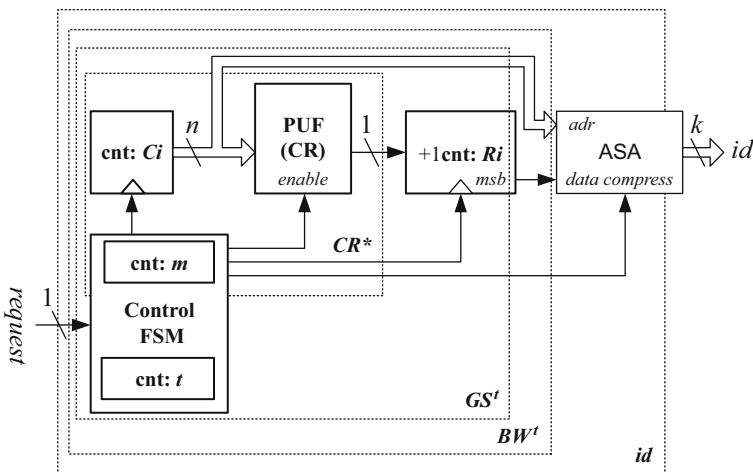 n
cnt: Ci
PUF
(CR)
enable
1
+1cnt: Ri
msb
adr
ASA
data compress
k
id
cnt: m
CR*
1
request
Control
FSM
cnt: t
GS^t
BW^t
id